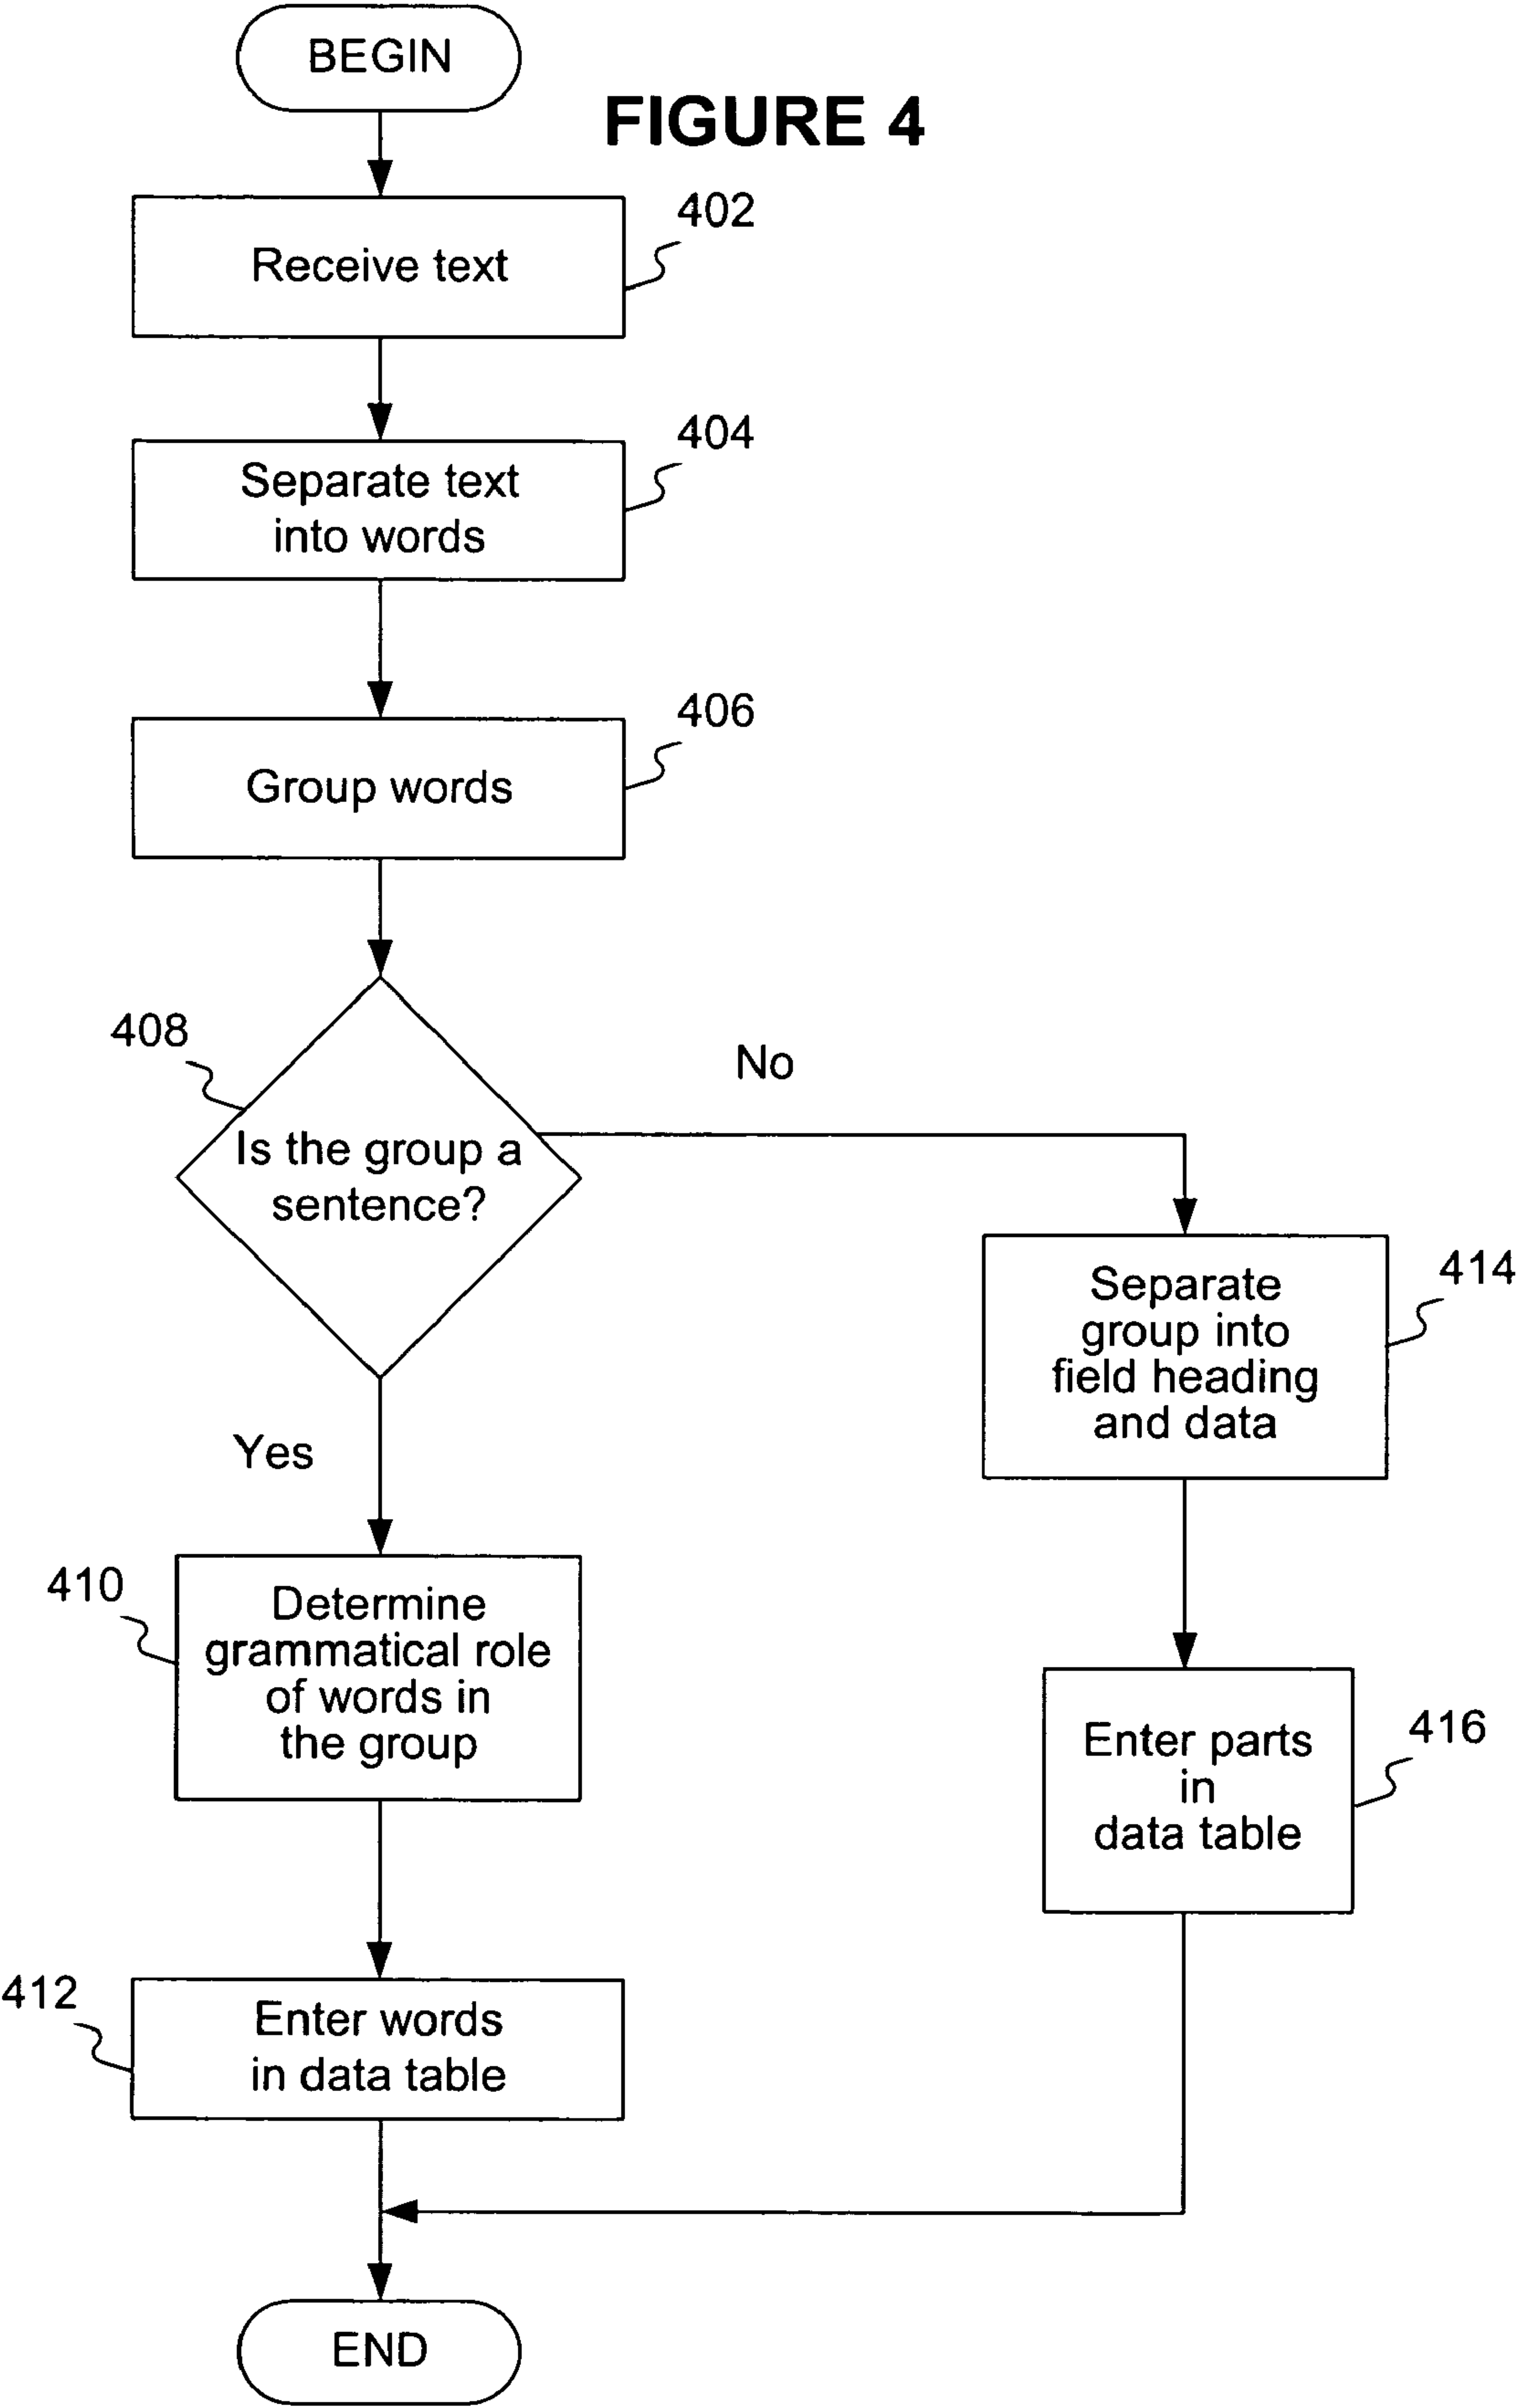 BEGIN
FIGURE 4
402
Receive text
404
Separate text
into words
406
Group words
408
No
Is the group a
sentence?
414
Separate
group into
field heading
and data
Yes
410
Determine
grammatical role
of words in
the group
416
Enter parts
in
data table
412
Enter words
in data table
END